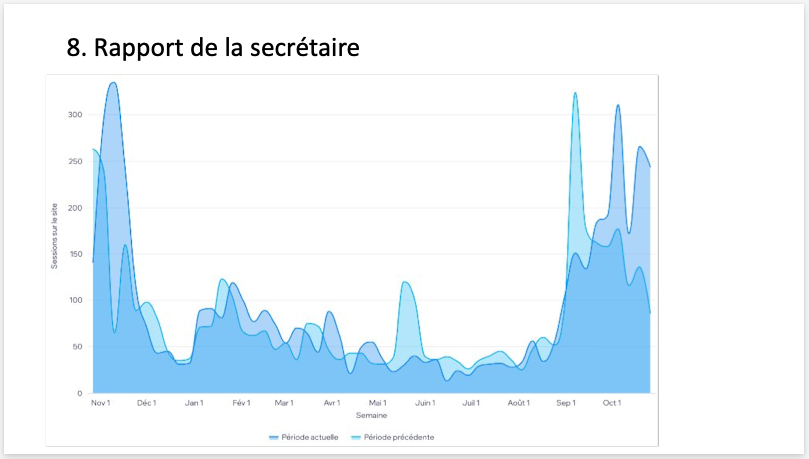 8. Rapport de la secrétaire
300
250
200
150
100
50
0
Sessions sur le site
Nov 1 Déc 1 Jan 1 Fév 1 Mar 1 Avr 1 Mai 1 Juin 1 Juil 1 Août 1 Sep 1 Oct 1
Semaine
Période actuelle Période précédente